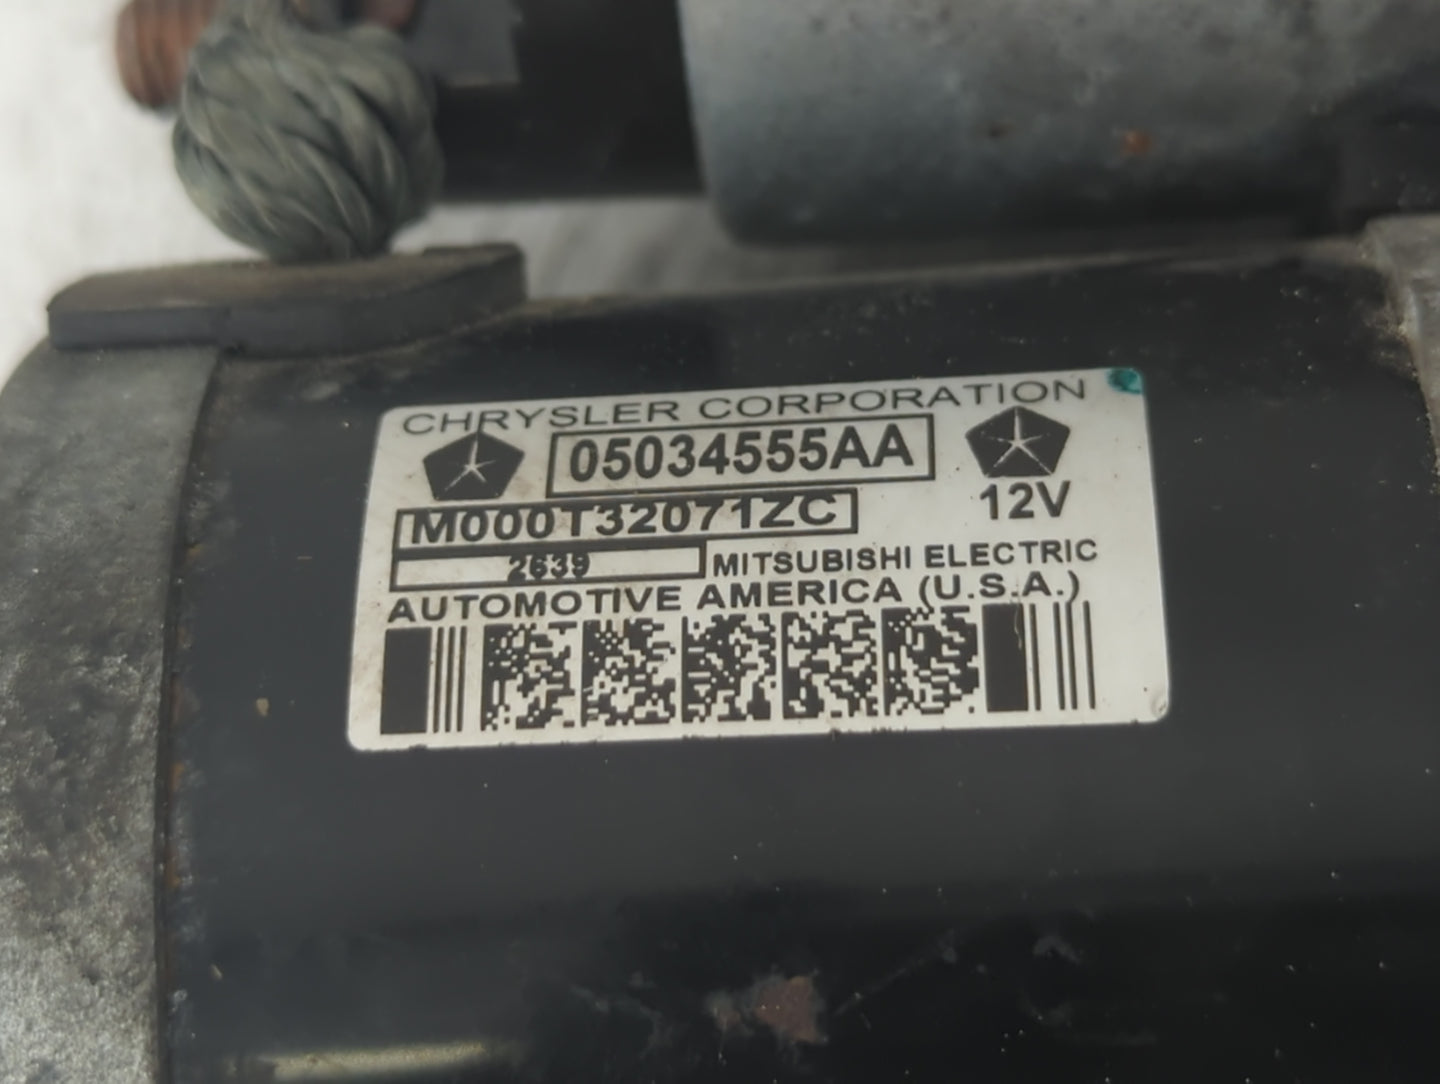 CHRYSLER CORPORATION
05034555AA
12V
M000T32071ZC
2639 MITSUBISHI ELECTRIC
AUTOMOTIVE AMERICA (U.S.A.)